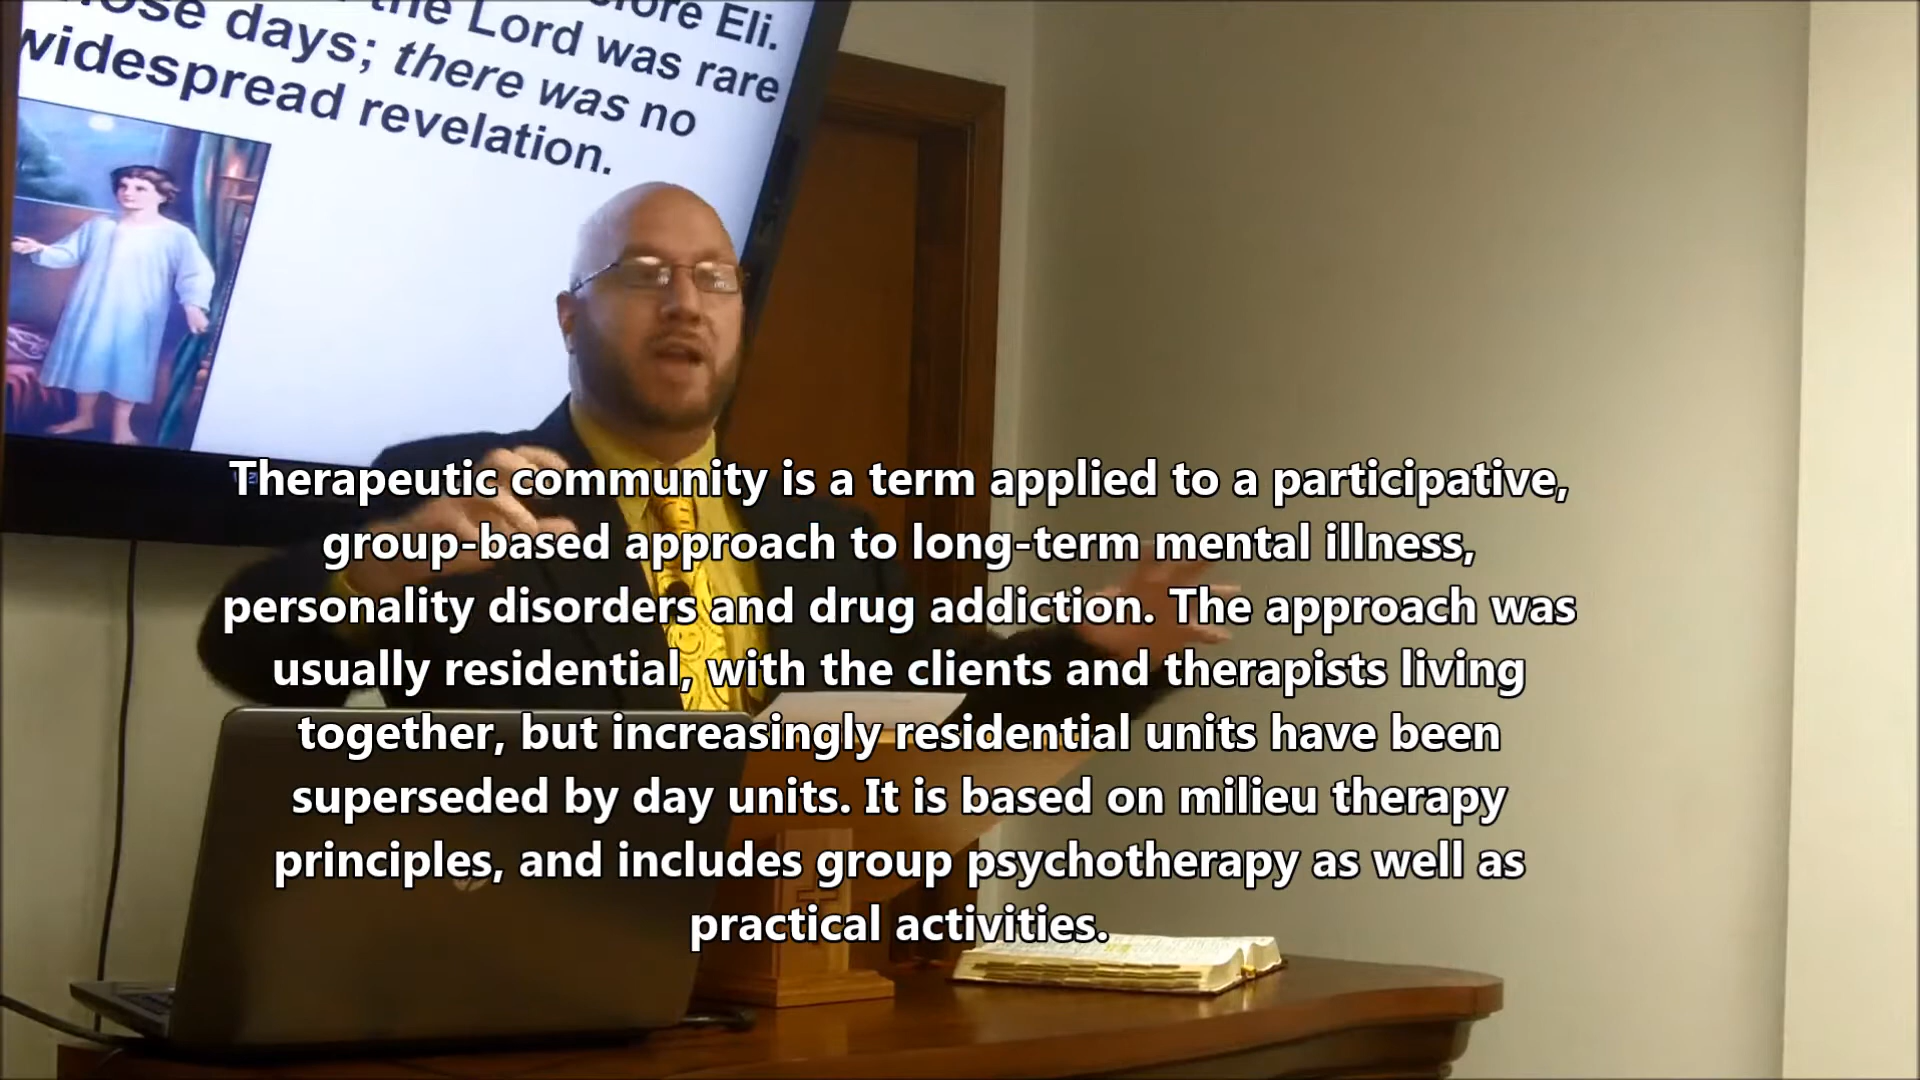 the Lord was rare
days; there was no
widespread revelation.
Eli.
Therapeutic community is a term applied to a participative,
group-based approach to long-term mental illness,
personality disorders and drug addiction. The approach was
usually residential, with the clients and therapists living
together, but increasingly residential units have been
superseded by day units. It is based on milieu therapy
principles, and includes group psychotherapy as well as
practical activities.